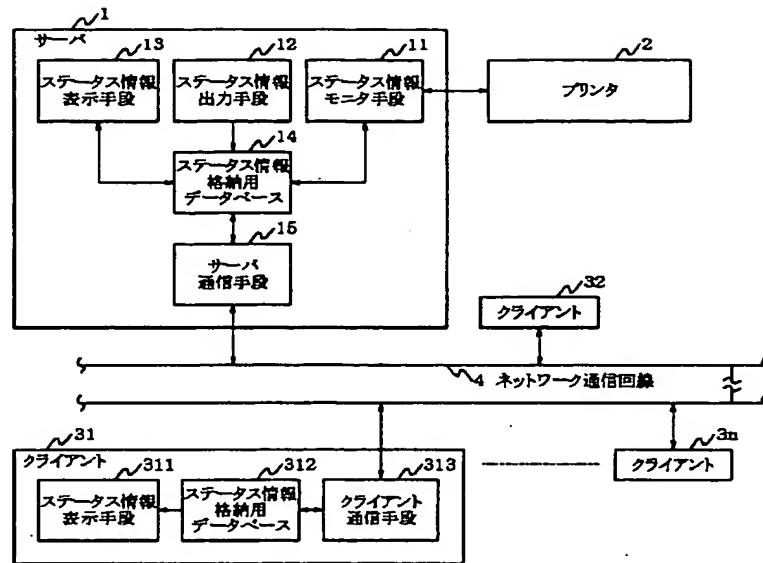 1
サーバ
13
ステータス情報
表示手段
12
ステータス情報
出力手段
11
ステータス情報
モニタ手段
2
プリンタ
14
ステータス情報
格納用
データベース
15
サーバ
通信手段
32
クライアント
4 ネットワーク通信回線
31
クライアント
311
ステータス情報
表示手段
312
ステータス情報
格納用
データベース
313
クライアント
通信手段
3n
クライアント